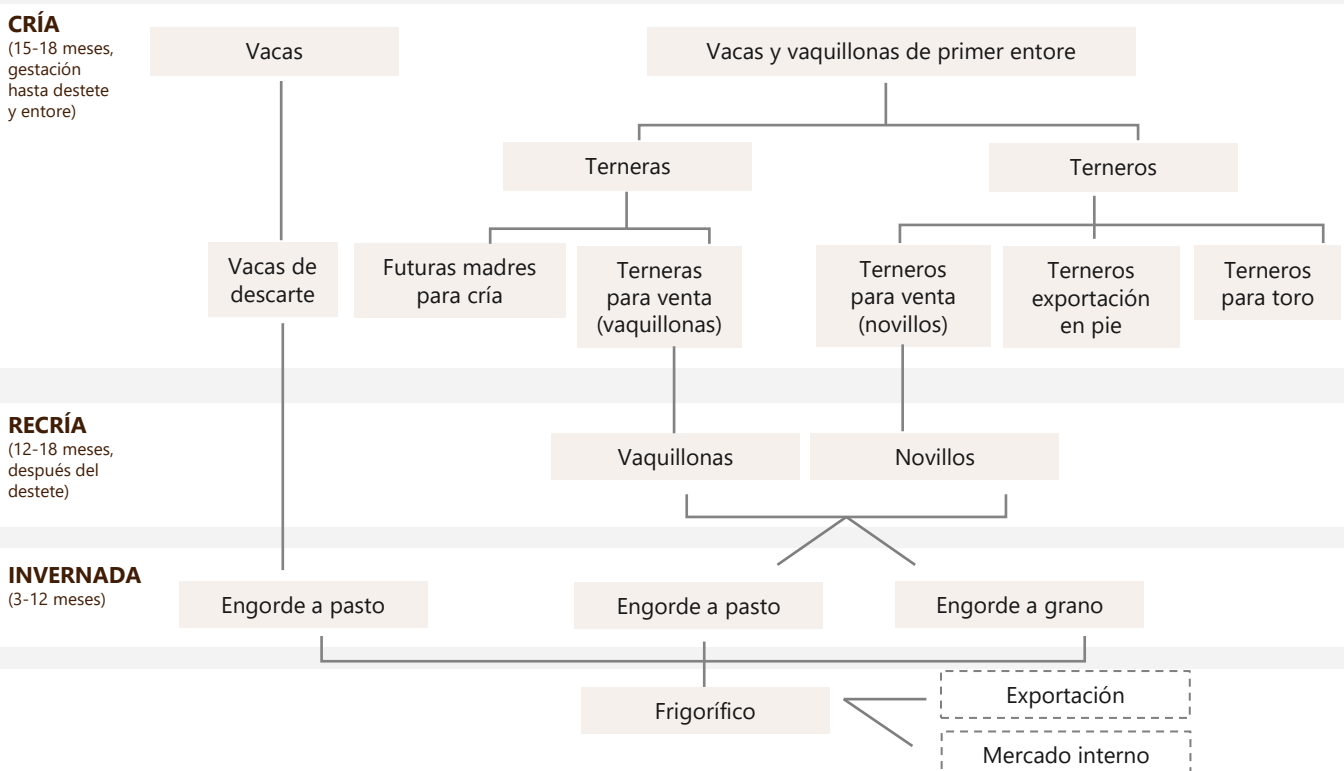 CRÍA
(15-18 meses,
gestación
hasta destete
y entore)
Vacas
Vacas y vaquillonas de primer entore
Terneras
Terneros
Vacas de
descarte
Futuras madres
para cría
Terneras
para venta
(vaquillonas)
Terneros
para venta
(novillos)
Terneros
exportación
en pie
Terneros
para toro
RECRÍA
(12-18 meses,
después del
destete)
Vaquillonas
Novillos
INVERNADA
(3-12 meses)
Engorde a pasto
Engorde a pasto
Engorde a grano
Frigorífico
Exportación
Mercado interno